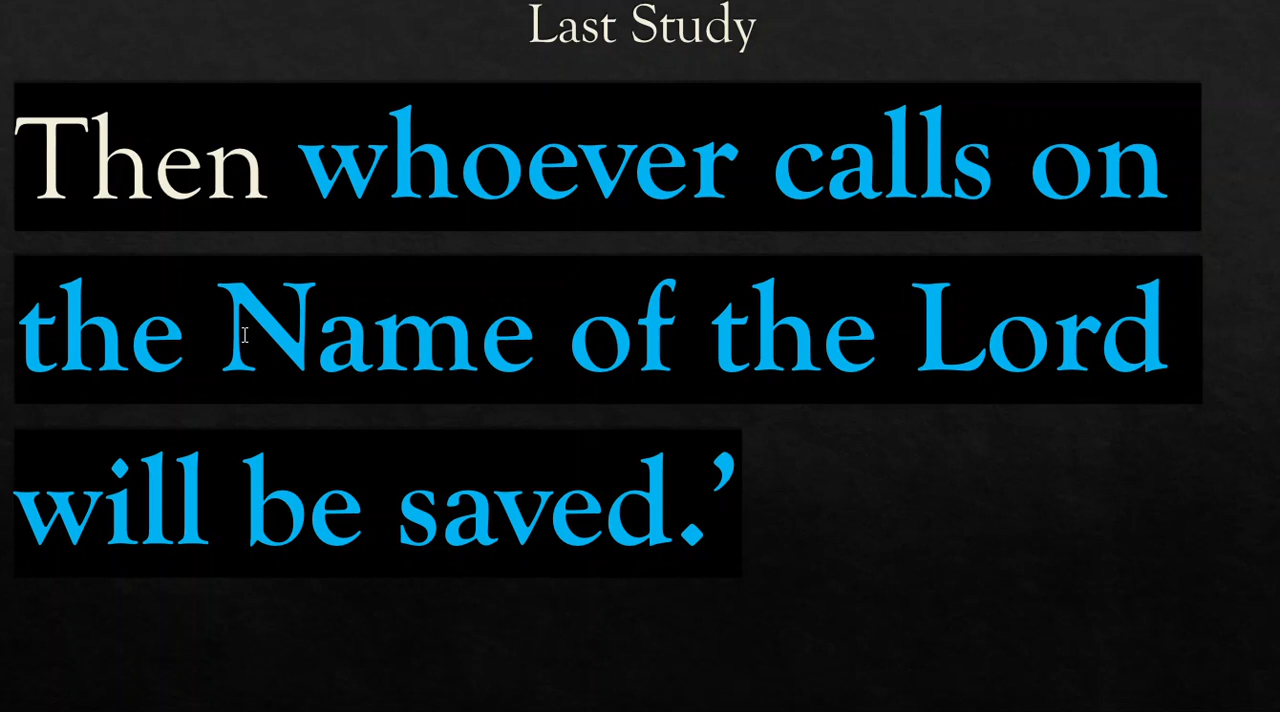 Last Study
Then whoever calls on
the Name of the Lord
will be saved.’